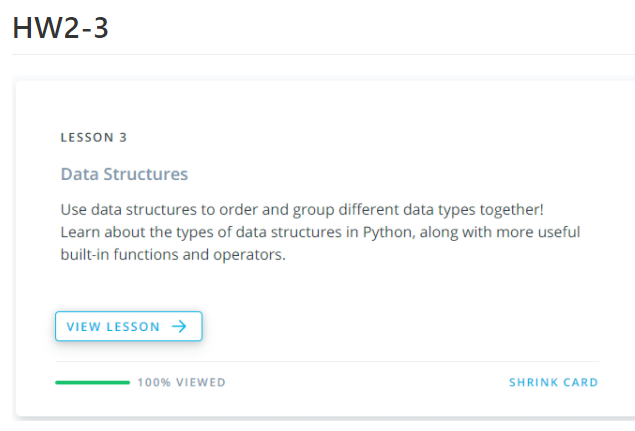 HW2-3
LESSON 3
Data Structures
Use data structures to order and group different data types together!
Learn about the types of data structures in Python, along with more useful
built-in functions and operators.
VIEW LESSON
100% VIEWED
SHRINK CARD